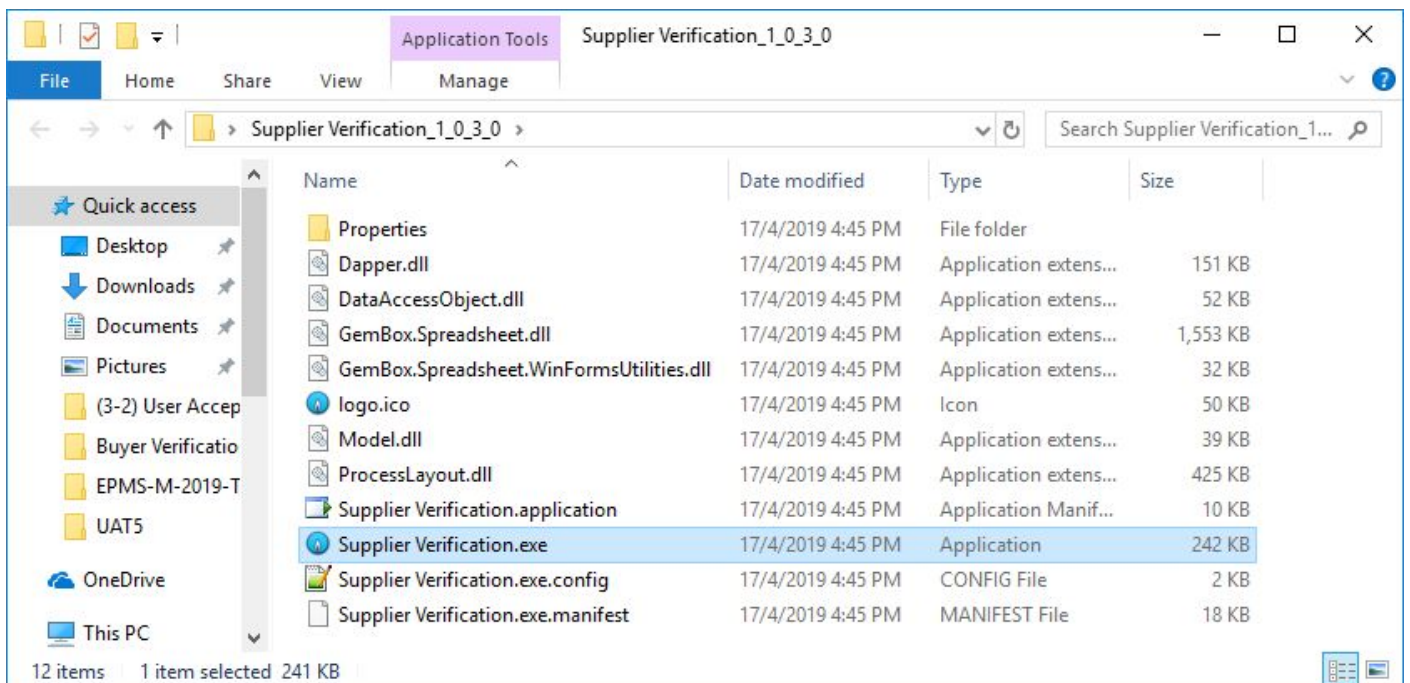 Application Tools Supplier Verification_1_0_3_0
File Home Share View Manage
Supplier Verification_1_0_3_0 Search Supplier Verification_1...
Name Date modified Type Size
Quick access
Desktop
Downloads
Documents
Pictures
(3-2) User Accep
Buyer Verificatio
EPMS-M-2019-T
UAT5
OneDrive
This PC
Properties 17/4/2019 4:45 PM File folder
Dapper.dll 17/4/2019 4:45 PM Application extens... 151 KB
DataAccessObject.dll 17/4/2019 4:45 PM Application extens... 52 KB
GemBox.Spreadsheet.dll 17/4/2019 4:45 PM Application extens... 1,553 KB
GemBox.Spreadsheet.WinFormsUtilities.dll 17/4/2019 4:45 PM Application extens... 32 KB
logo.ico 17/4/2019 4:45 PM Icon 50 KB
Model.dll 17/4/2019 4:45 PM Application extens... 39 KB
ProcessLayout.dll 17/4/2019 4:45 PM Application extens... 425 KB
Supplier Verification.application 17/4/2019 4:45 PM Application Manif... 10 KB
Supplier Verification.exe 17/4/2019 4:45 PM Application 242 KB
Supplier Verification.exe.config 17/4/2019 4:45 PM CONFIG File 2 KB
Supplier Verification.exe.manifest 17/4/2019 4:45 PM MANIFEST File 18 KB
12 items 1 item selected 241 KB